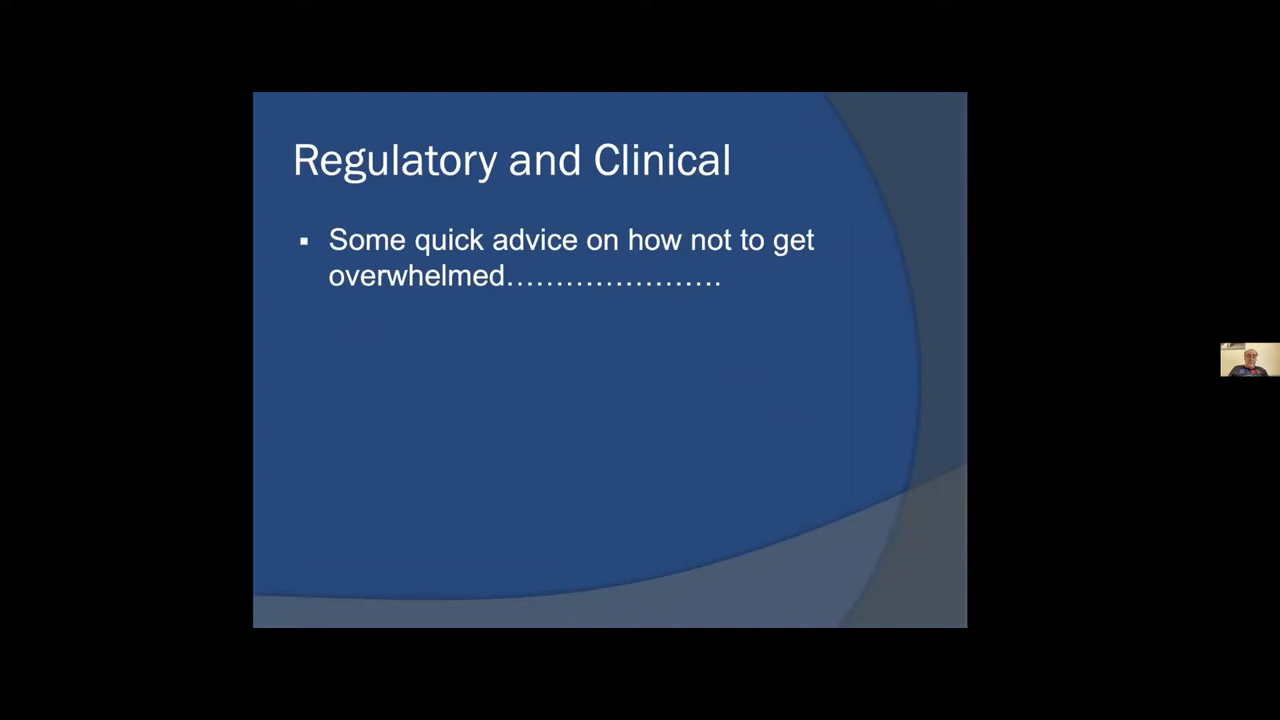 Regulatory and Clinical
▪ Some quick advice on how not to get
overwhelmed…………………….